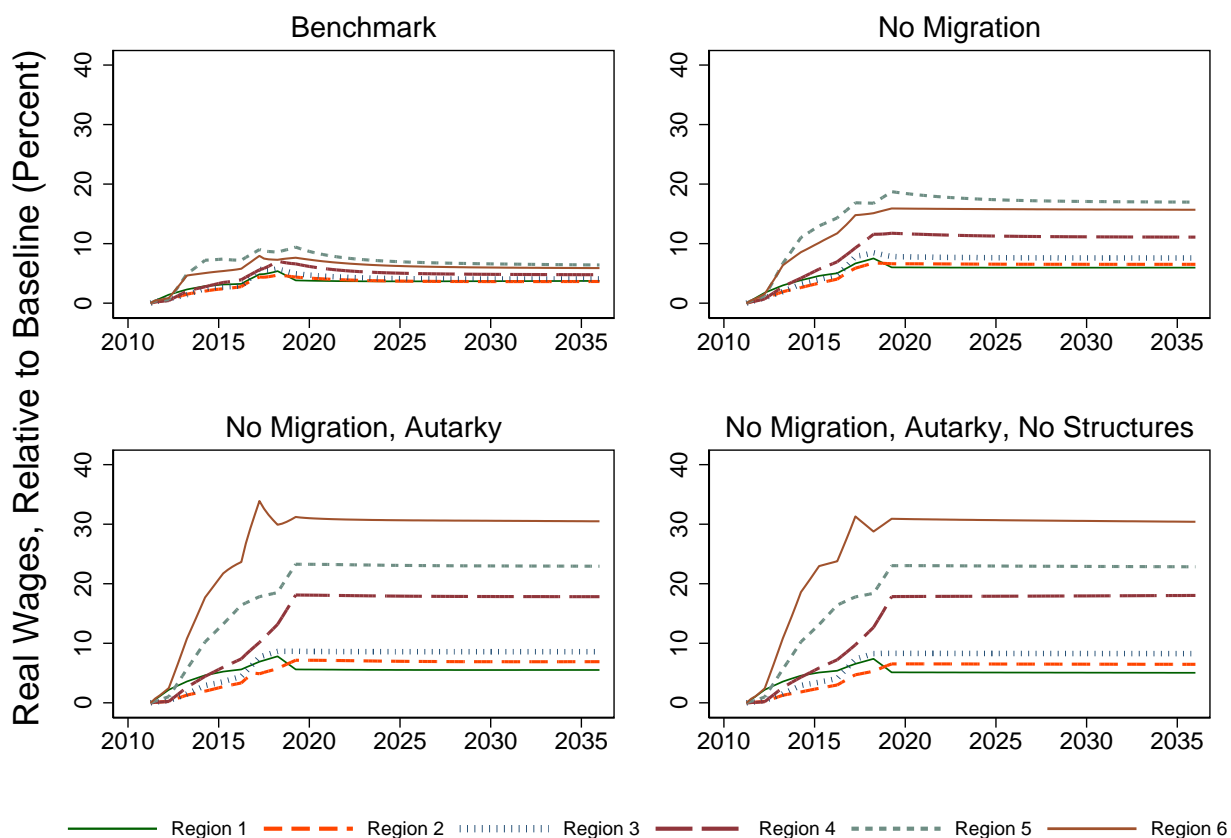 Real Wages, Relative to Baseline (Percent)
Benchmark
40
30
20
10
0
2010 2015 2020 2025 2030 2035
No Migration
40
30
20
10
0
2010 2015 2020 2025 2030 2035
No Migration, Autarky
40
30
20
10
0
2010 2015 2020 2025 2030 2035
No Migration, Autarky, No Structures
40
30
20
10
0
2010 2015 2020 2025 2030 2035
Region 1 Region 2 Region 3 Region 4 Region 5 Region 6